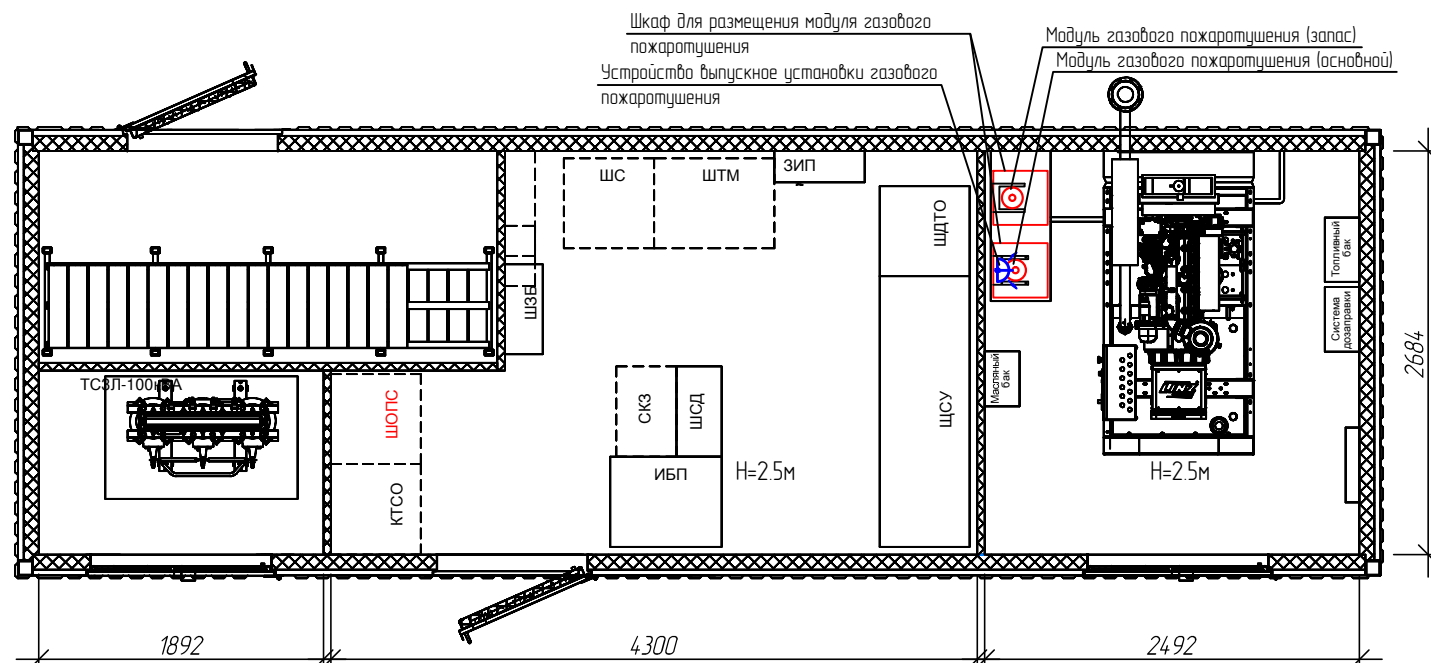 Шкаф для размещения модуля газового
пожаротушения
Модуль газового пожаротушения (запас)
Модуль газового пожаротушения (основной)
Устройство выпускное установки газового
пожаротушения
ШС
ШТМ
ЗИП
ШДТО
ШЗБ
Топливный
бак
Система
дозаправки
2684
ТСЗЛ-100кВА
ШОПС
СКЗ
ШСД
Масляный
бак
ЩСУ
КТСО
ИБП
H=2.5м
H=2.5м
1892
4300
2492